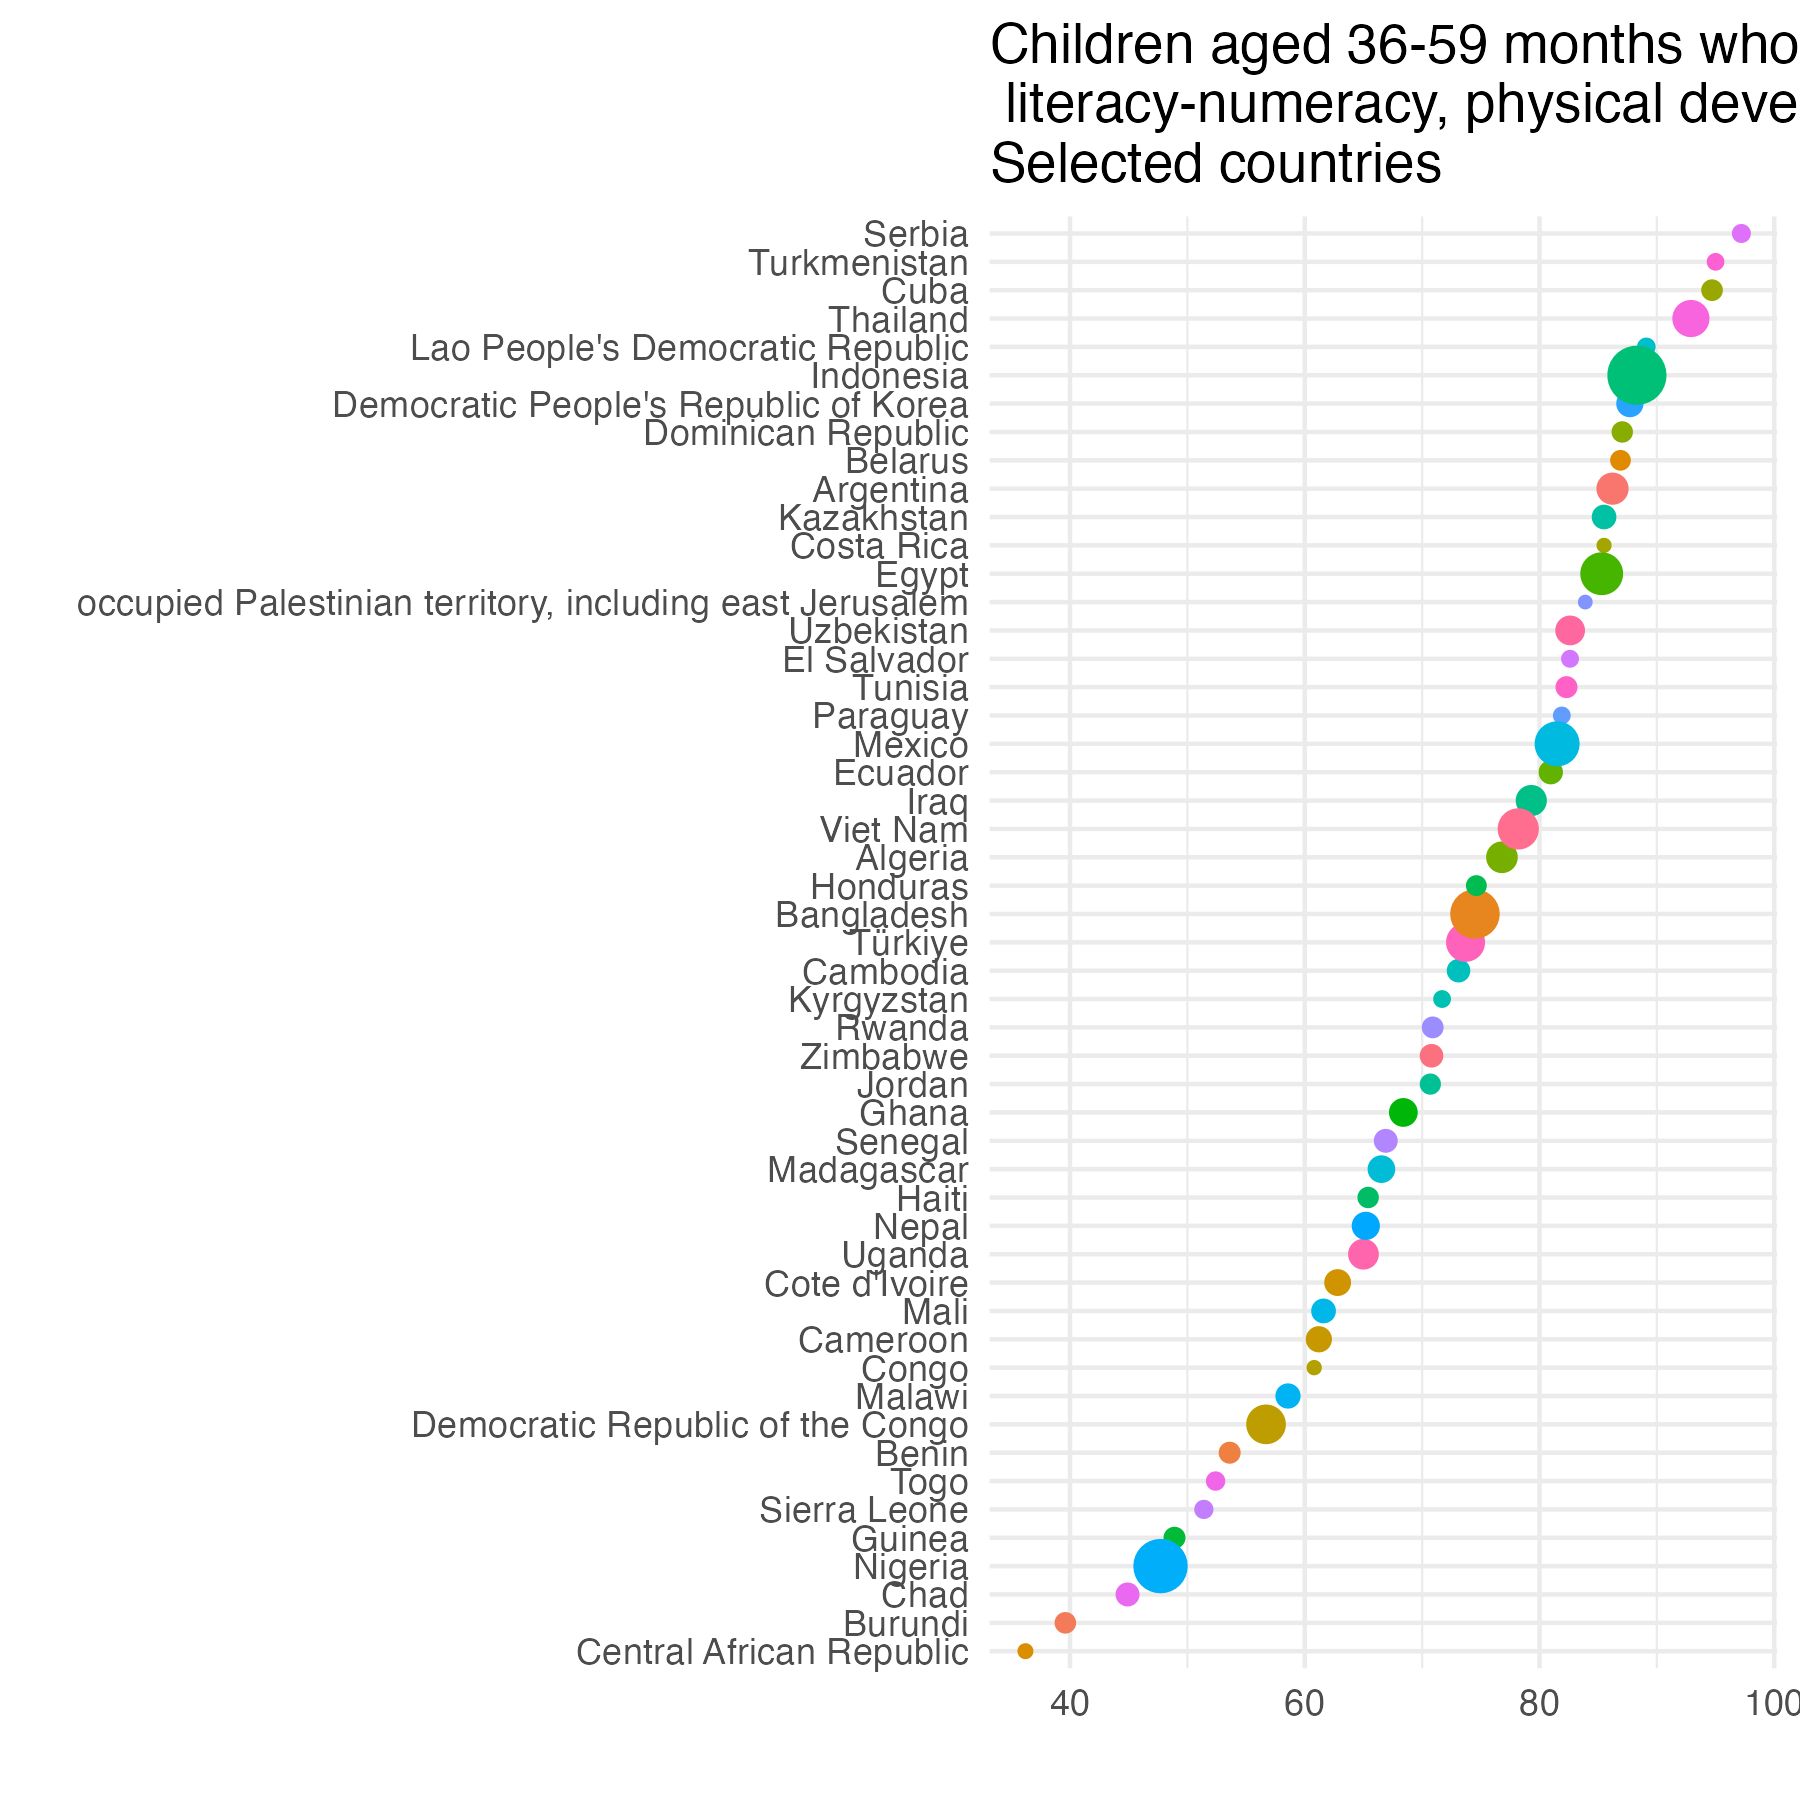 Children aged 36-59 months who
literacy-numeracy, physical deve
Selected countries
Serbia
Turkmenistan
Cuba
Thailand
Lao People's Democratic Republic
Indonesia
Democratic People's Republic of Korea
Dominican Republic
Belarus
Argentina
Kazakhstan
Costa Rica
Egypt
occupied Palestinian territory, including east Jerusalem
Uzbekistan
El Salvador
Tunisia
Paraguay
Mexico
Ecuador
Iraq
Viet Nam
Algeria
Honduras
Bangladesh
Türkiye
Cambodia
Kyrgyzstan
Rwanda
Zimbabwe
Jordan
Ghana
Senegal
Madagascar
Haiti
Nepal
Uganda
Cote d'Ivoire
Mali
Cameroon
Congo
Malawi
Democratic Republic of the Congo
Benin
Togo
Sierra Leone
Guinea
Nigeria
Chad
Burundi
Central African Republic
40 60 80 100